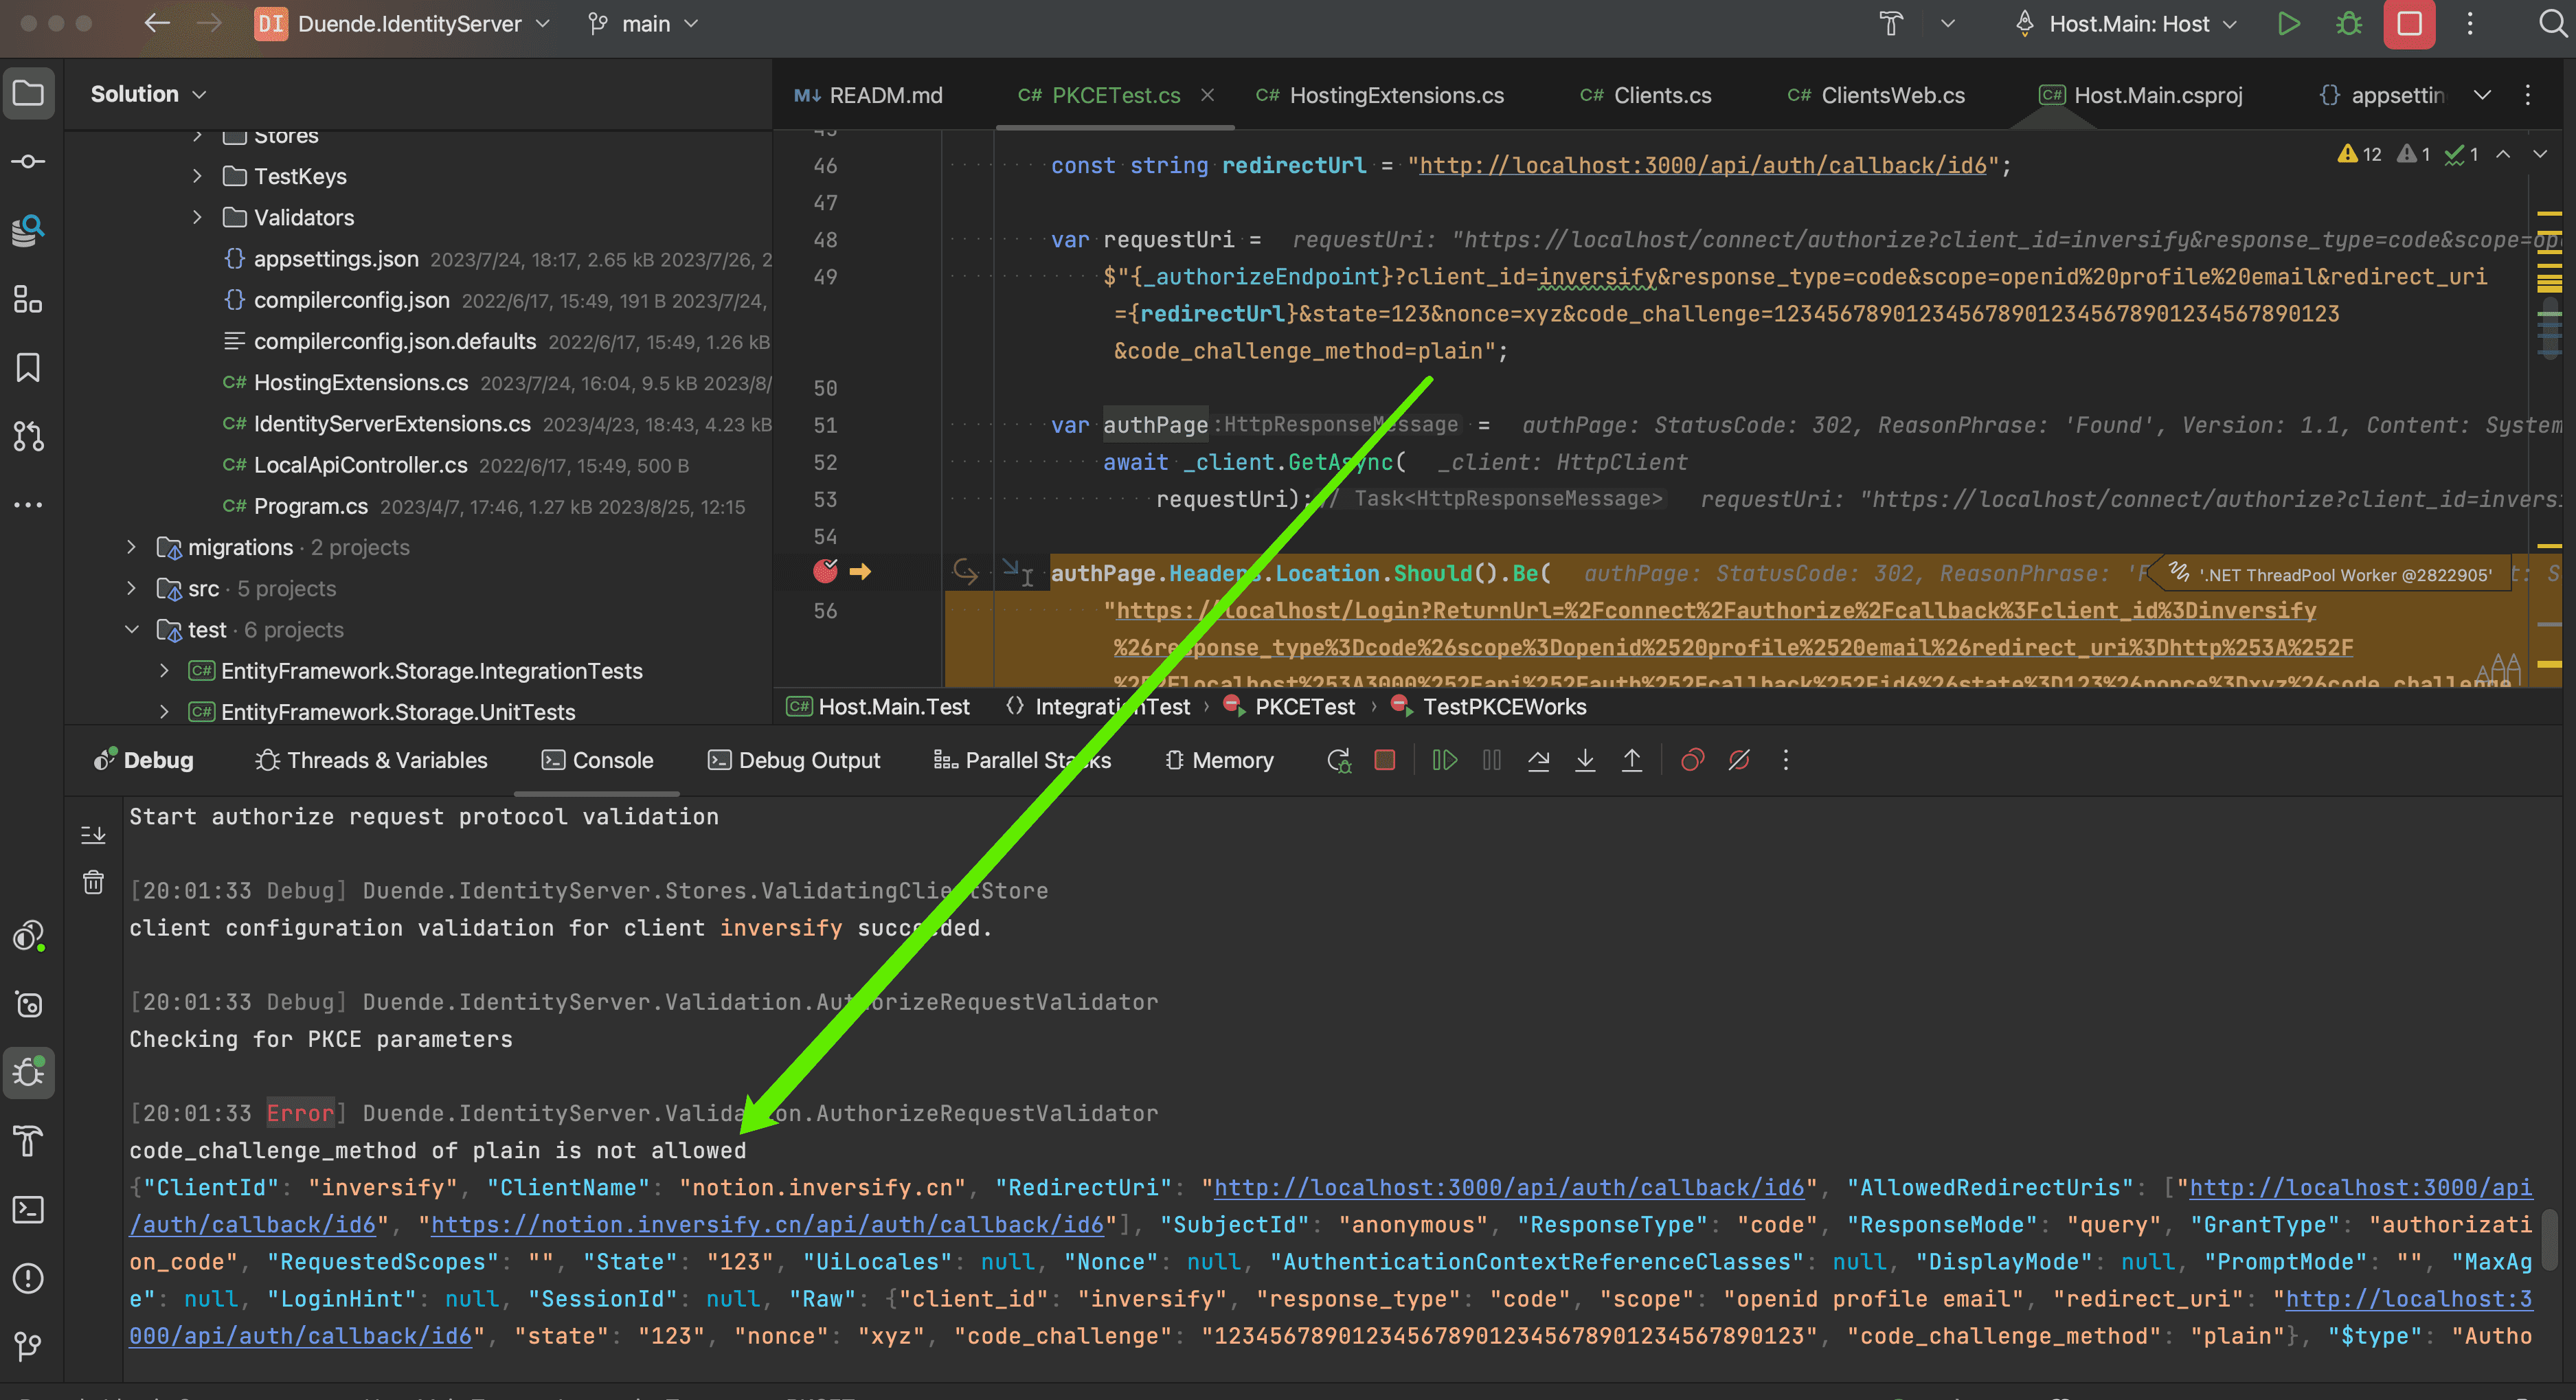 DI Duende.IdentityServer main Host.Main: Host
Solution
M↓ READM.md C# PKCETest.cs C# HostingExtensions.cs C# Clients.cs C# ClientsWeb.cs C# Host.Main.csproj {} appsettin
Stores
TestKeys
Validators
{} appsettings.json 2023/7/24, 18:17, 2.65 kB 2023/7/26, 2
{} compilerconfig.json 2022/6/17, 15:49, 191 B 2023/7/24,
compilerconfig.json.defaults 2022/6/17, 15:49, 1.26 kB
C# HostingExtensions.cs 2023/7/24, 16:04, 9.5 kB 2023/8/
C# IdentityServerExtensions.cs 2023/4/23, 18:43, 4.23 kB
C# LocalApiController.cs 2022/6/17, 15:49, 500 B
C# Program.cs 2023/4/7, 17:46, 1.27 kB 2023/8/25, 12:15
migrations · 2 projects
src · 5 projects
test · 6 projects
C# EntityFramework.Storage.IntegrationTests
C# EntityFramework.Storage.UnitTests
45
12 1 1
46 const string redirectUrl = "http://localhost:3000/api/auth/callback/id6";
47
48 var requestUri = requestUri: "https://localhost/connect/authorize?client_id=inversify&response_type=code&scope=op
49 $"{_authorizeEndpoint}?client_id=inversify&response_type=code&scope=openid%20profile%20email&redirect_uri
={redirectUrl}&state=123&nonce=xyz&code_challenge=1234567890123456789012345678901234567890123
&code_challenge_method=plain";
50
51 var authPage:HttpResponseMessage = authPage: StatusCode: 302, ReasonPhrase: 'Found', Version: 1.1, Content: System
52 await _client.GetAsync( _client: HttpClient
53 requestUri);// Task<HttpResponseMessage> requestUri: "https://localhost/connect/authorize?client_id=invers
54
authPage.Headers.Location.Should().Be( authPage: StatusCode: 302, ReasonPhrase: '.NET ThreadPool Worker @2822905'
56 "https://localhost/Login?ReturnUrl=%2Fconnect%2Fauthorize%2Fcallback%3Fclient_id%3Dinversify
%26response_type%3Dcode%26scope%3Dopenid%2520profile%2520email%26redirect_uri%3Dhttp%253A%252F
%252Flocalhost%253A3000%252Fapi%252Fauth%252Fcallback%252Fid6%26state%3D123%26nonce%3Dxyz%26code_challenge
C# Host.Main.Test IntegrationTest › PKCETest › TestPKCEWorks
Debug Threads & Variables Console Debug Output Parallel Stacks Memory
Start authorize request protocol validation
[20:01:33 Debug] Duende.IdentityServer.Stores.ValidatingClientStore
client configuration validation for client inversify succeeded.
[20:01:33 Debug] Duende.IdentityServer.Validation.AuthorizeRequestValidator
Checking for PKCE parameters
[20:01:33 Error] Duende.IdentityServer.Validation.AuthorizeRequestValidator
code_challenge_method of plain is not allowed
{"ClientId": "inversify", "ClientName": "notion.inversify.cn", "RedirectUri": "http://localhost:3000/api/auth/callback/id6", "AllowedRedirectUris": ["http://localhost:3000/api
/auth/callback/id6", "https://notion.inversify.cn/api/auth/callback/id6"], "SubjectId": "anonymous", "ResponseType": "code", "ResponseMode": "query", "GrantType": "authorizati
on_code", "RequestedScopes": "", "State": "123", "UiLocales": null, "Nonce": null, "AuthenticationContextReferenceClasses": null, "DisplayMode": null, "PromptMode": "", "MaxAg
e": null, "LoginHint": null, "SessionId": null, "Raw": {"client_id": "inversify", "response_type": "code", "scope": "openid profile email", "redirect_uri": "http://localhost:3
000/api/auth/callback/id6", "state": "123", "nonce": "xyz", "code_challenge": "1234567890123456789012345678901234567890123", "code_challenge_method": "plain"}, "$type": "Autho